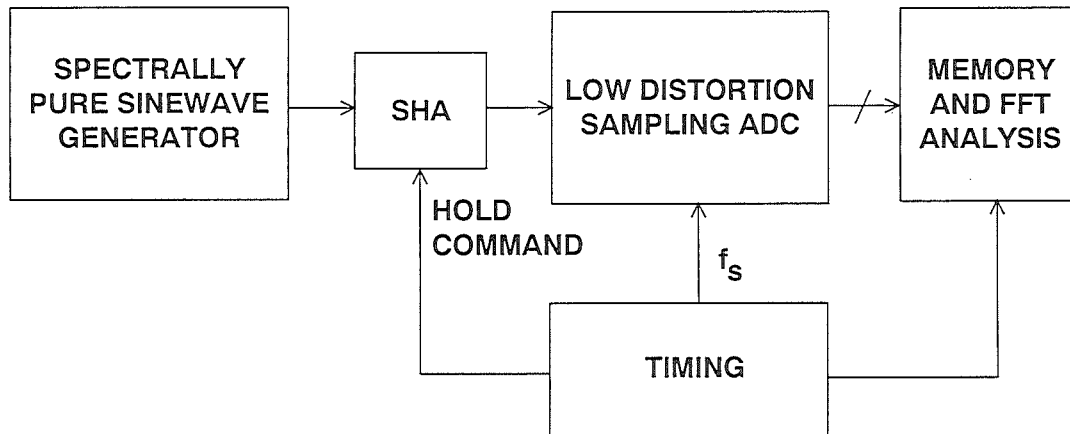 SPECTRALLY
PURE SINEWAVE
GENERATOR
SHA
LOW DISTORTION
SAMPLING ADC
MEMORY
AND FFT
ANALYSIS
HOLD
COMMAND
fs
TIMING